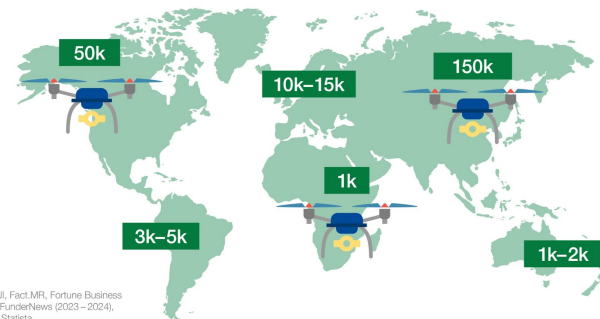 50k
10k–15k
150k
1k
3k–5k
1k–2k
Fact.MR, Fortune Business
FunderNews (2023 – 2024),
Statista